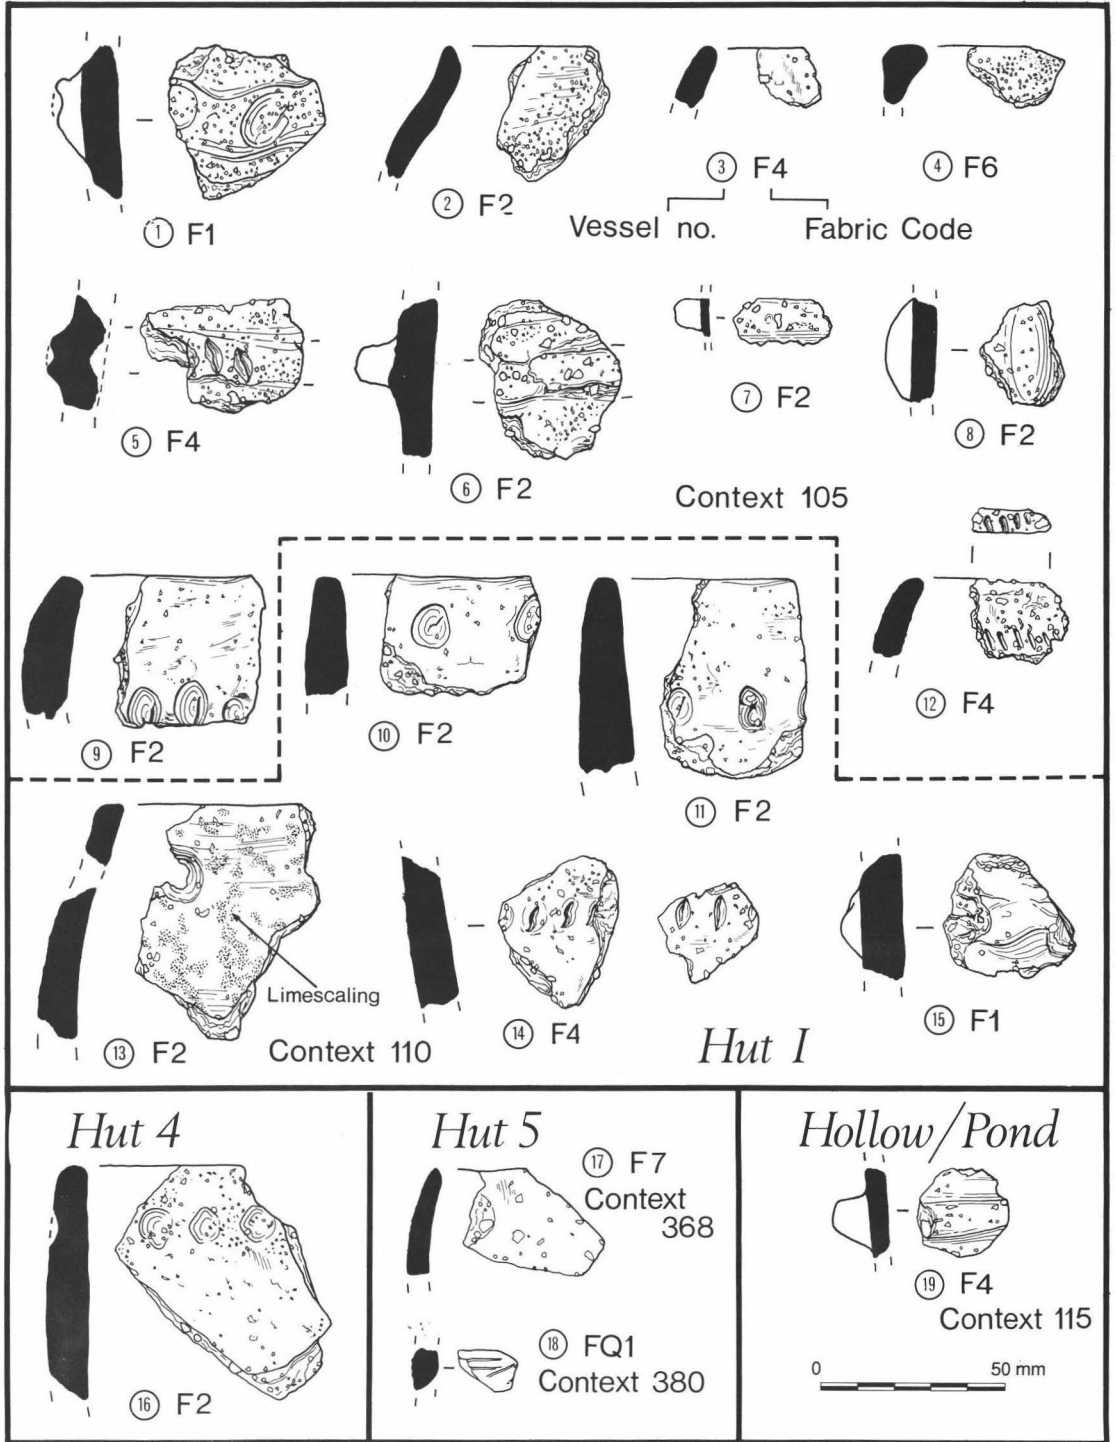 1 F1
2 F2
3 F4
4 F6
Vessel no.
Fabric Code
5 F4
6 F2
7 F2
8 F2
Context 105
9 F2
10 F2
11 F2
12 F4
Limescaling
13 F2
Context 110
14 F4
Hut 1
15 F1
Hut 4
16 F2
Hut 5
17 F7
Context
368
18 FQ1
Context 380
Hollow/Pond
19 F4
Context 115
0 50 mm